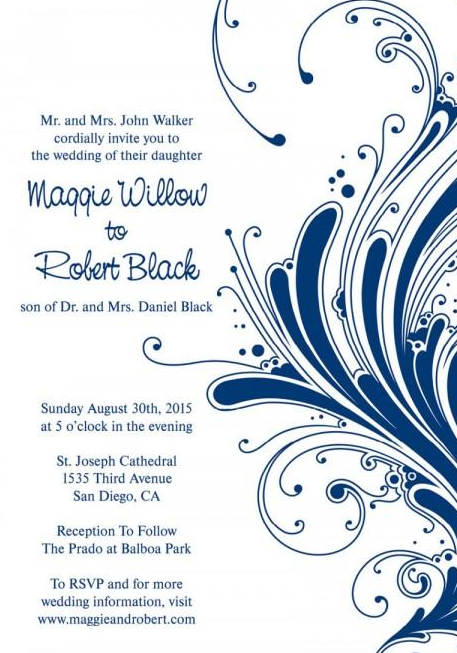 Mr. and Mrs. John Walker
cordially invite you to
the wedding of their daughter
Maggie Willow
to
Robert Black
son of Dr. and Mrs. Daniel Black
Sunday August 30th, 2015
at 5 o'clock in the evening
St. Joseph Cathedral
1535 Third Avenue
San Diego, CA
Reception To Follow
The Prado at Balboa Park
To RSVP and for more
wedding information, visit
www.maggieandrobert.com